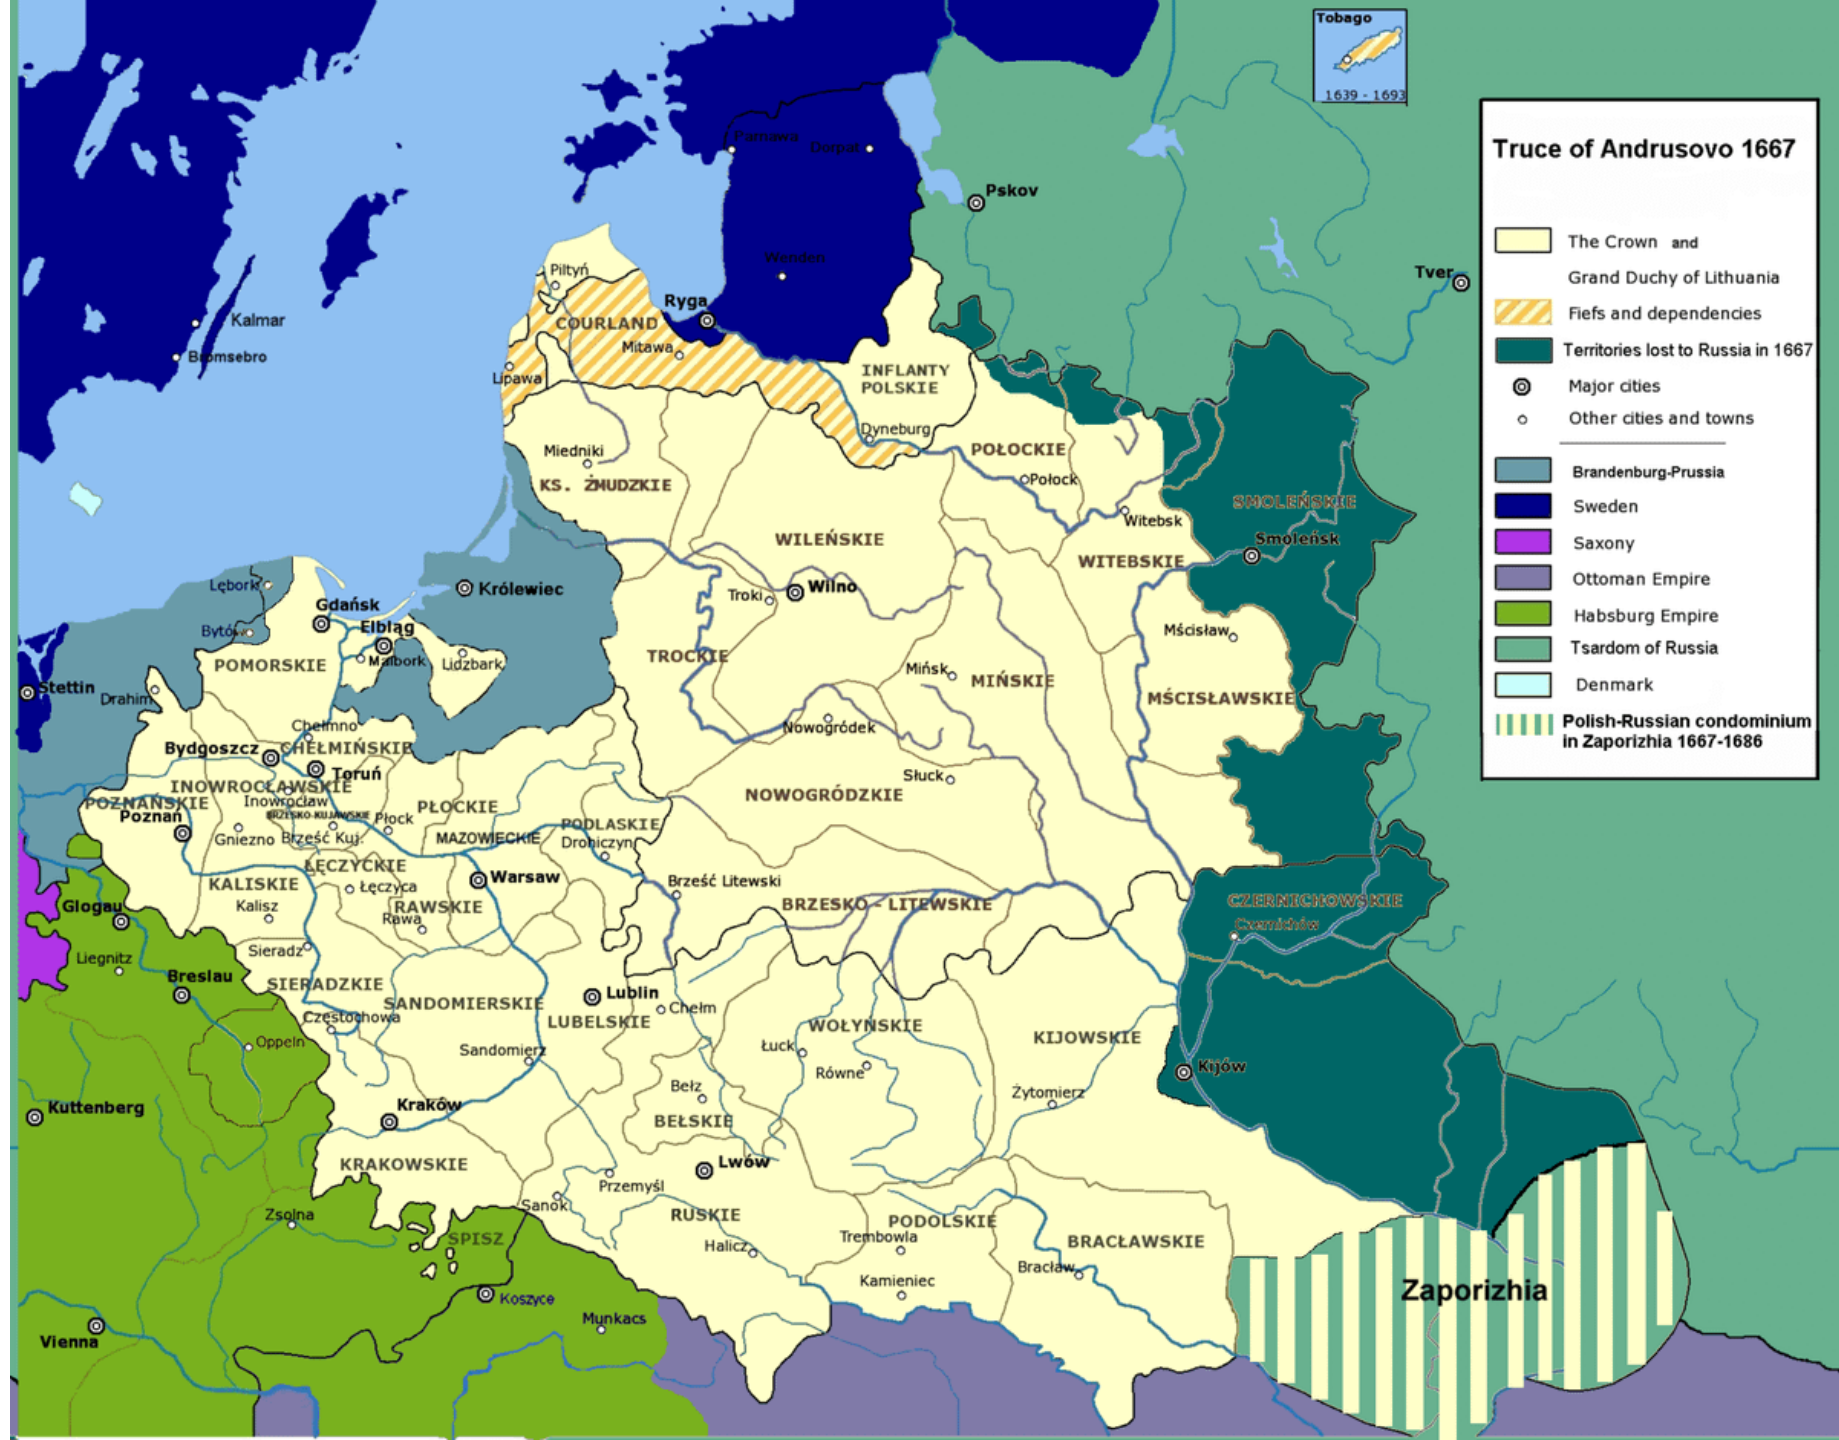 Tobago
1639 - 1693
Truce of Andrusovo 1667
The Crown and
Grand Duchy of Lithuania
Fiefs and dependencies
Territories lost to Russia in 1667
Major cities
Other cities and towns
Brandenburg-Prussia
Sweden
Saxony
Ottoman Empire
Habsburg Empire
Tsardom of Russia
Denmark
Polish-Russian condominium
in Zaporizhia 1667-1686
Parnawa
Dorpat
Pskov
Wenden
Tver
Piltyń
Ryga
Kalmar
COURLAND
Mitawa
Bromsebro
Lipawa
INFLANTY
POLSKIE
Dyneburg
Miedniki
POŁOCKIE
KS. ŻMUDZKIE
Połock
SMOLEŃSKIE
Witebsk
WILEŃSKIE
Smoleńsk
WITEBSKIE
Lębork
Królewiec
Wilno
Troki
Gdańsk
Elbląg
Bytów
Mścisław
POMORSKIE
Malbork
Lidzbark
TROCKIE
Mińsk
MIŃSKIE
Stettin
Drahim
MŚCISŁAWSKIE
Chełmno
Nowogródek
Bydgoszcz
CHEŁMIŃSKIE
Toruń
Słuck
INOWROCŁAWSKIE
Inowrocław
POZNAŃSKIE
NOWOGRÓDZKIE
PŁOCKIE
Poznań
BRZESKO-KUJAWSKIE
Płock
PODLASKIE
Gniezno
Brześć Kuj.
MAZOWIECKIE
Drohiczyn
ŁĘCZYCKIE
KALISKIE
Łęczyca
Warsaw
Brześć Litewski
Glogau
Kalisz
RAWSKIE
Rawa
BRZESKO - LITEWSKIE
CZERNICHOWSKIE
Czernichów
Liegnitz
Sieradz
Breslau
SIERADZKIE
SANDOMIERSKIE
Lublin
Chełm
Częstochowa
LUBELSKIE
WOŁYŃSKIE
KIJOWSKIE
Oppeln
Sandomierz
Łuck
Równe
Kijów
Bełz
Żytomierz
Kuttenberg
Kraków
BEŁSKIE
KRAKOWSKIE
Lwów
Przemyśl
Sanok
Zsolna
RUSKIE
PODOLSKIE
SPISZ
Halicz
Trembowla
BRACŁAWSKIE
Bracław
Kamieniec
Zaporizhia
Koszyce
Munkacs
Vienna